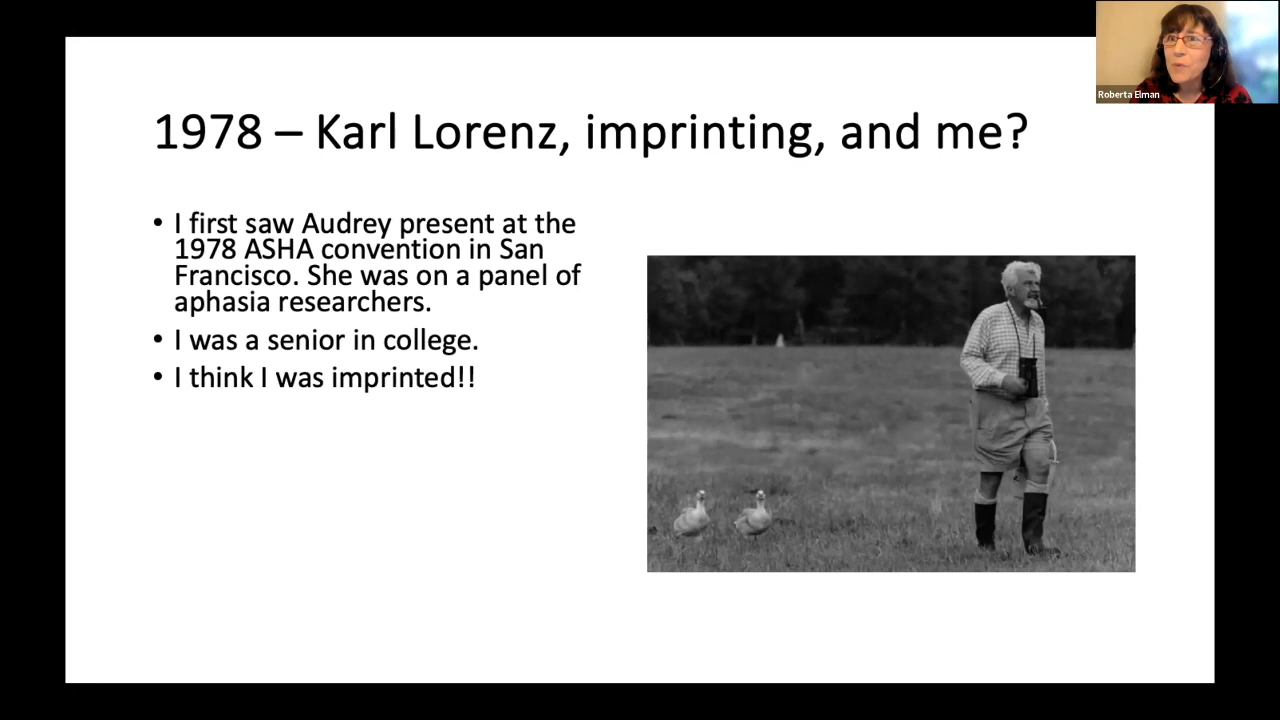 Roberta Elman
1978 – Karl Lorenz, imprinting, and me?
• I first saw Audrey present at the
1978 ASHA convention in San
Francisco. She was on a panel of
aphasia researchers.
• I was a senior in college.
• I think I was imprinted!!